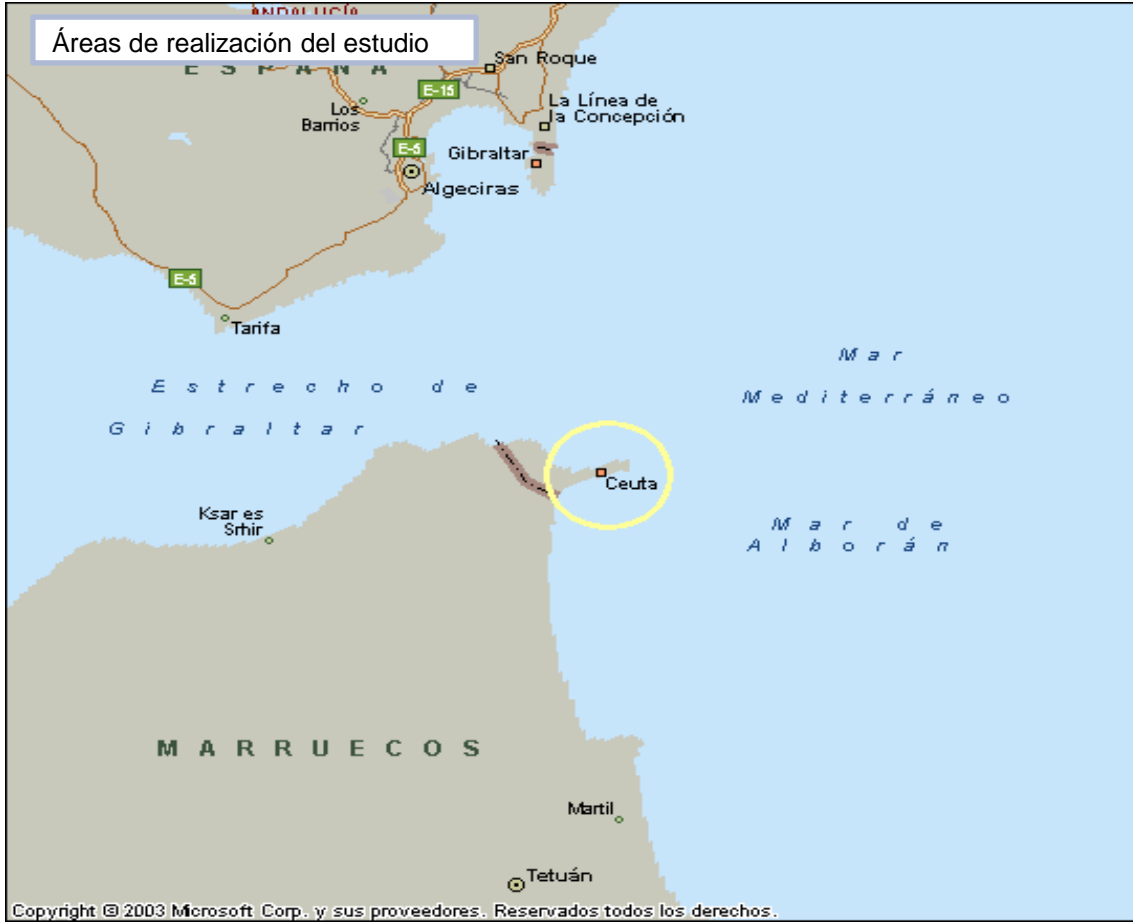 ANDALUCÍA
Áreas de realización del estudio
E S P A Ñ A
San Roque
E-15
Los
Barrios
La Línea de
la Concepción
E-5
Gibraltar
Algeciras
E-5
Tarifa
Mar
Mediterráneo
Estrecho de
Gibraltar
Ceuta
Ksar es
Srhir
Mar de
Alborán
MARRUECOS
Martil
Tetuán
Copyright © 2003 Microsoft Corp. y sus proveedores. Reservados todos los derechos.